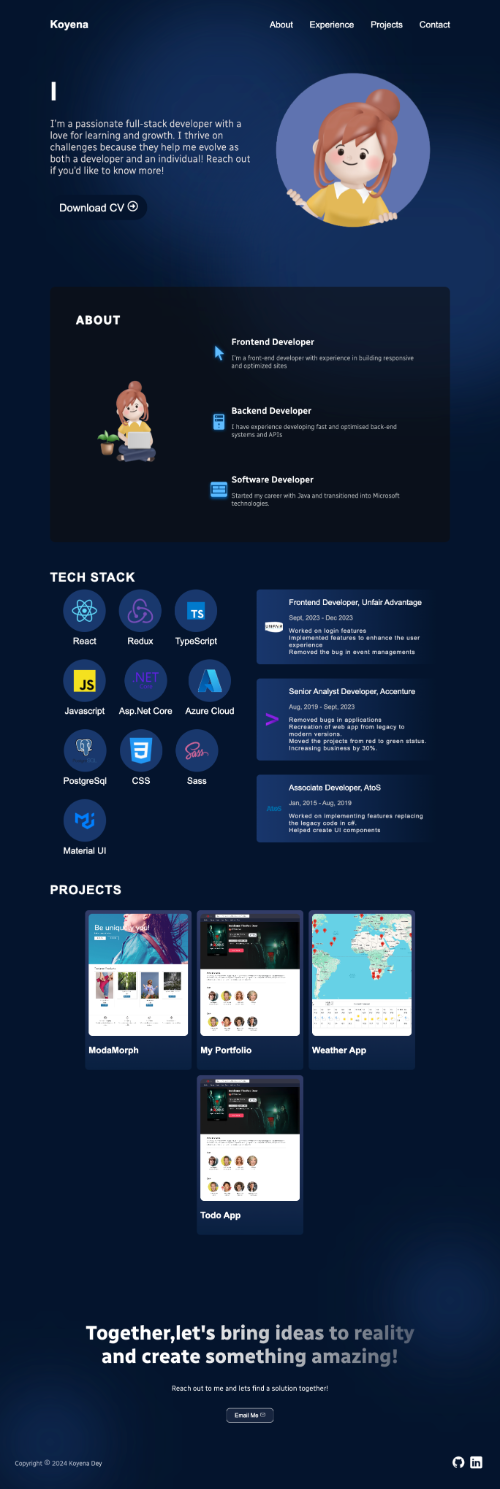 Koyena
About Experience Projects Contact
I
I'm a passionate full-stack developer with a
love for learning and growth. I thrive on
challenges because they help me evolve as
both a developer and an individual! Reach out
if you'd like to know more!
Download CV
ABOUT
Frontend Developer
I'm a front-end developer with experience in building responsive
and optimized sites
Backend Developer
I have experience developing fast and optimised back-end
systems and APIs
Software Developer
Started my career with Java and transitioned into Microsoft
technologies.
TECH STACK
React
Redux
TS
TypeScript
JS
Javascript
.NET
Asp.Net Core
Azure Cloud
PostgreSql
CSS
Sass
Sass
Material UI
UNFAIR
Frontend Developer, Unfair Advantage
Sept, 2023 - Dec 2023
Worked on login features
Implemented features to enhance the user
experience
Removed the bug in event managements
Senior Analyst Developer, Accenture
Aug, 2019 - Sept, 2023
Removed bugs in applications
Recreation of web app from legacy to
modern versions.
Moved the projects from red to green status.
Increasing business by 30%.
Associate Developer, AtoS
Jan, 2015 - Aug, 2019
Worked on implementing features replacing
the legacy code in c#.
Helped create UI components
PROJECTS
Be uniquely you!
ModaMorph
My Portfolio
Weather App
Todo App
Together,let's bring ideas to reality
and create something amazing!
Reach out to me and lets find a solution together!
Email Me
Copyright © 2024 Koyena Dey